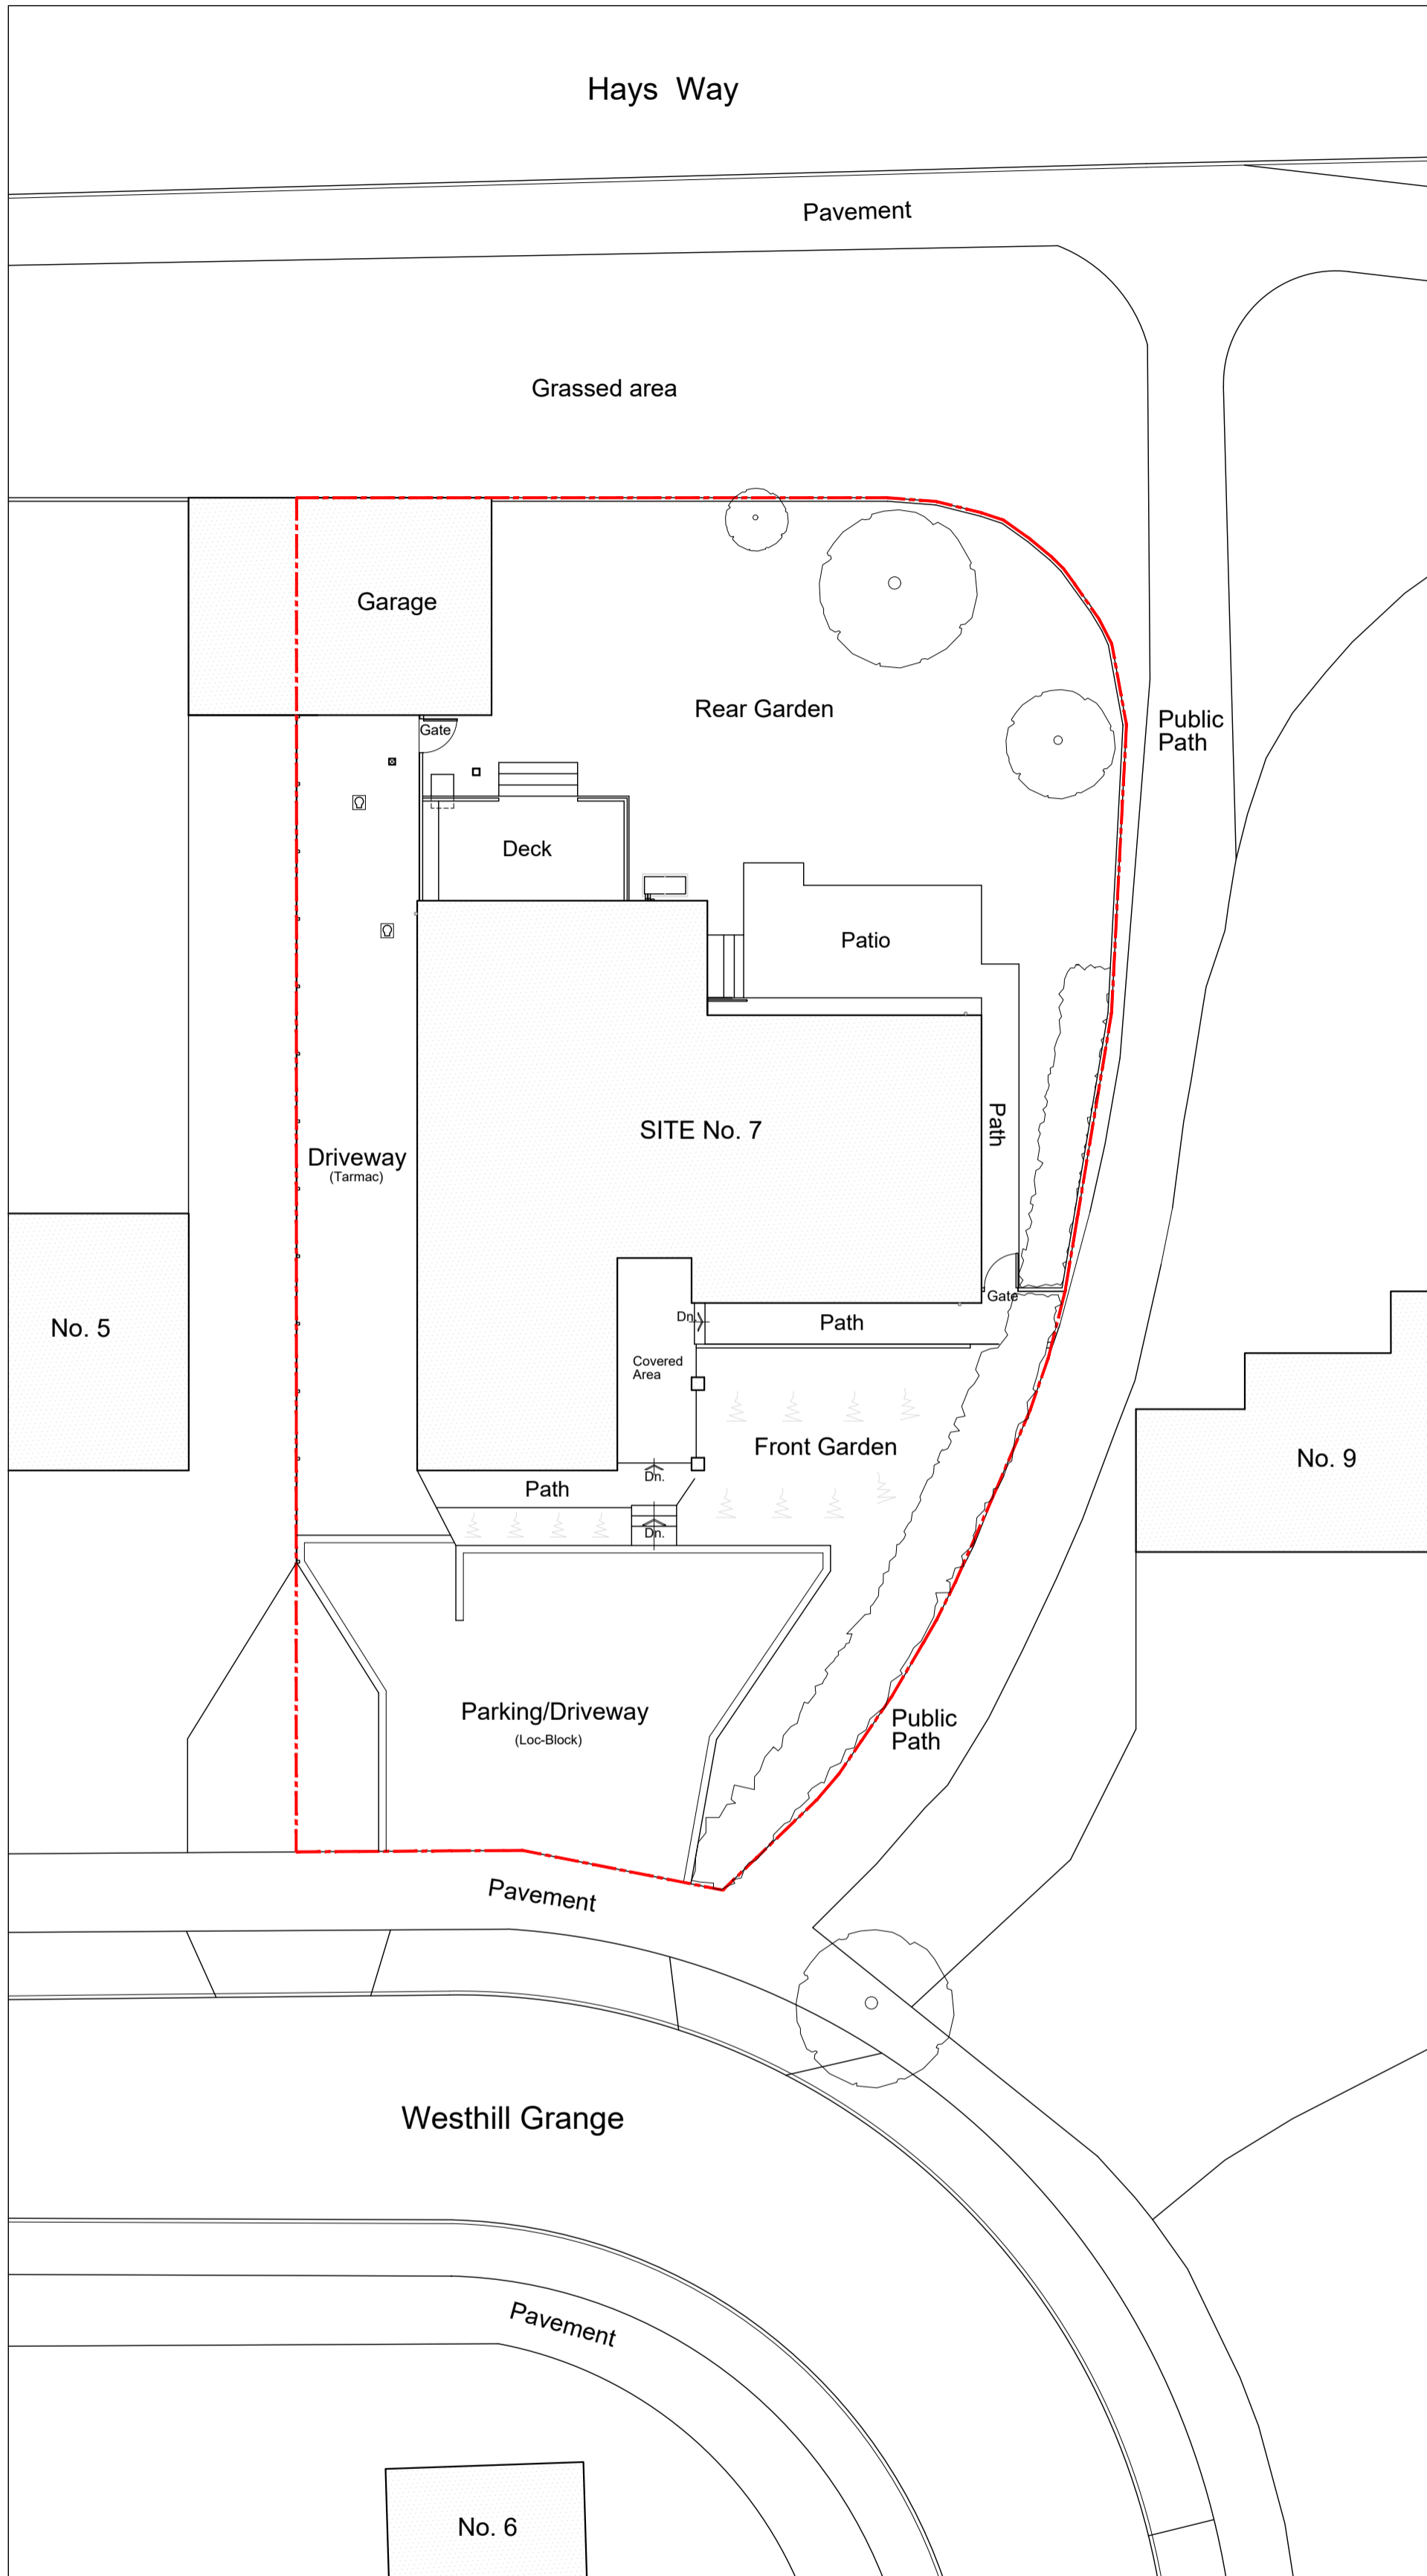 Hays Way
Pavement
Grassed area
Garage
Rear Garden
Public
Path
Gate
Deck
Patio
Path
SITE No. 7
Driveway
(Tarmac)
Gate
No. 5
Dn.
Path
Covered
Area
Front Garden
No. 9
Dn.
Path
Dn.
Parking/Driveway
(Loc-Block)
Public
Path
Pavement
Westhill Grange
Pavement
No. 6